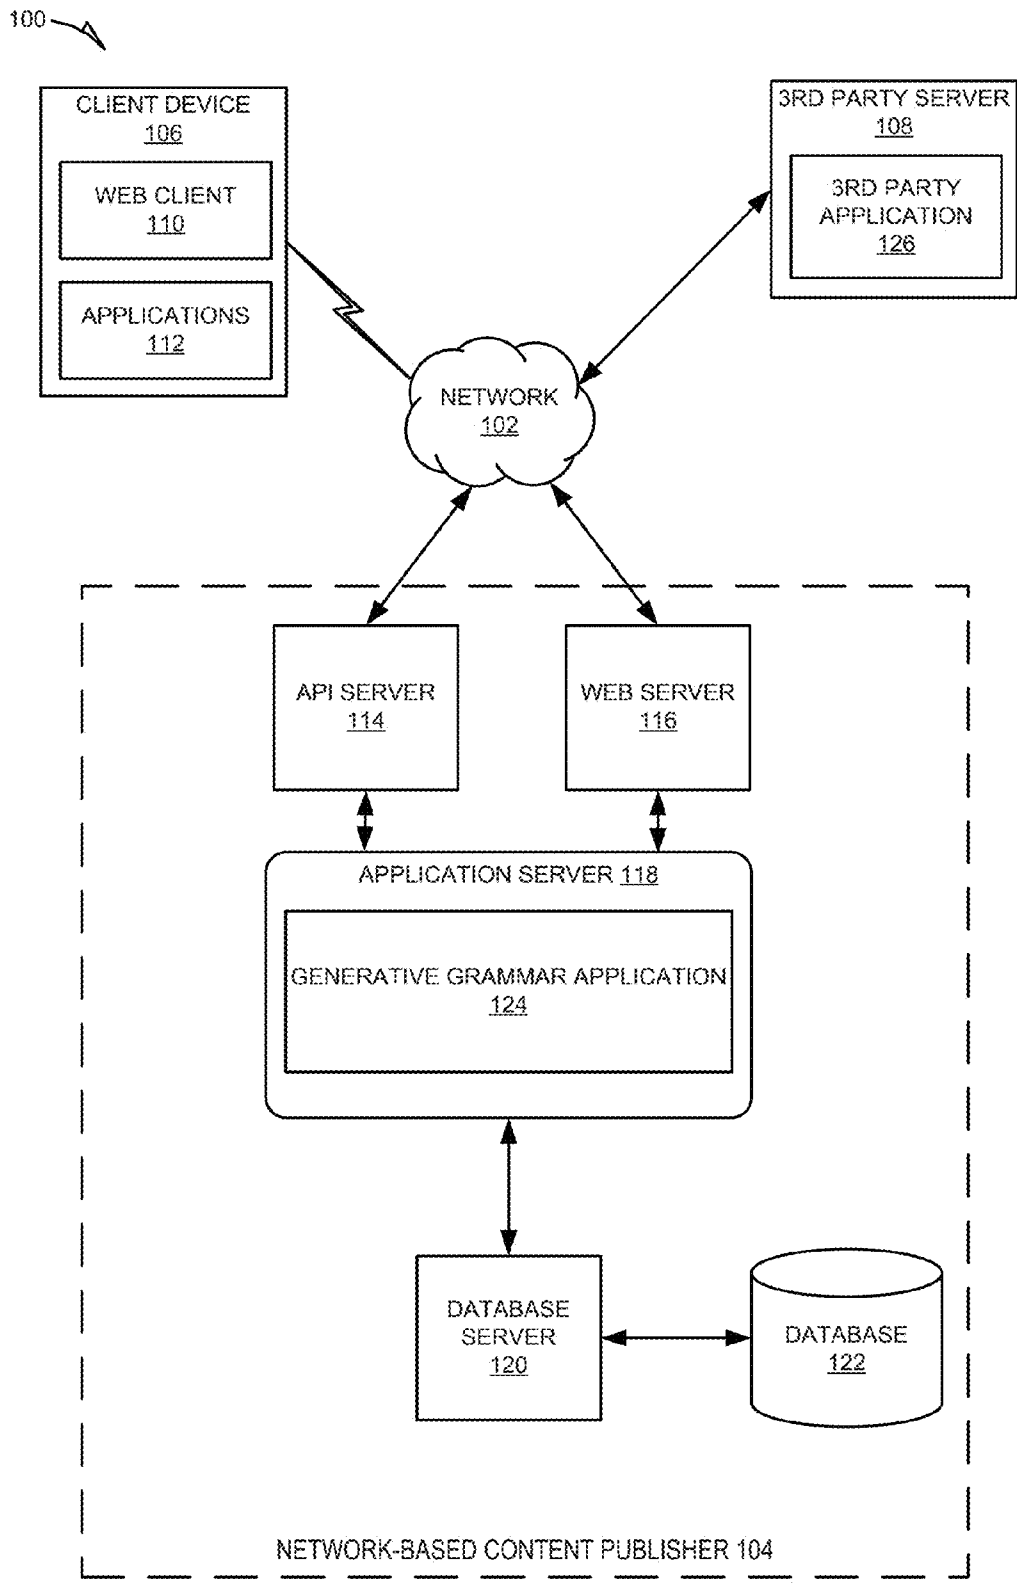 100
CLIENT DEVICE
106
WEB CLIENT
110
APPLICATIONS
112
3RD PARTY SERVER
108
3RD PARTY
APPLICATION
126
NETWORK
102
API SERVER
114
WEB SERVER
116
APPLICATION SERVER 118
GENERATIVE GRAMMAR APPLICATION
124
DATABASE
SERVER
120
DATABASE
122
NETWORK-BASED CONTENT PUBLISHER 104